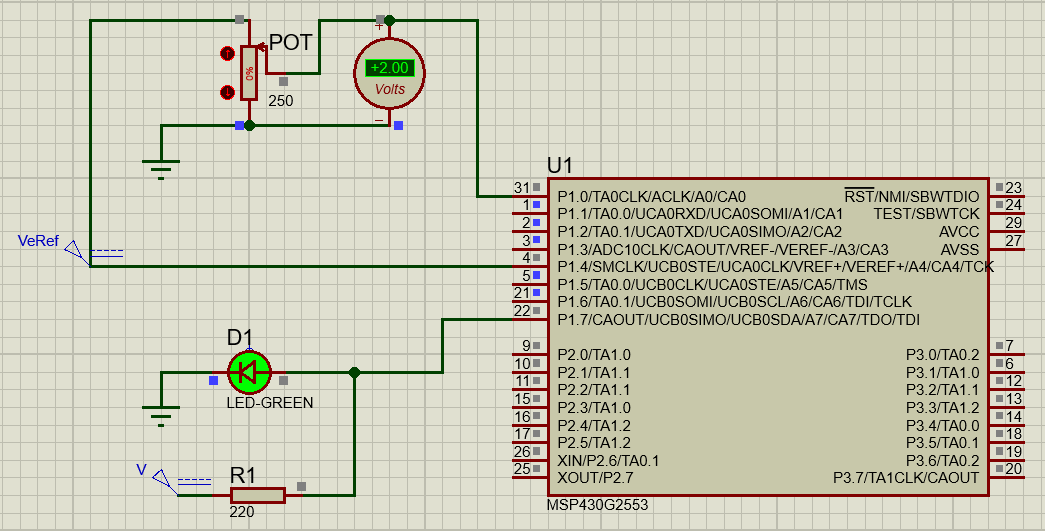 POT
0%
250
+
+2.00
Volts
−
VeRef
U1
31 P1.0/TA0CLK/ACLK/A0/CA0 RST/NMI/SBWTDIO 23
1 P1.1/TA0.0/UCA0RXD/UCA0SOMI/A1/CA1 TEST/SBWTCK 24
2 P1.2/TA0.1/UCA0TXD/UCA0SIMO/A2/CA2 AVCC 29
3 P1.3/ADC10CLK/CAOUT/VREF-/VEREF-/A3/CA3 AVSS 27
4 P1.4/SMCLK/UCB0STE/UCA0CLK/VREF+/VEREF+/A4/CA4/TCK
5 P1.5/TA0.0/UCB0CLK/UCA0STE/A5/CA5/TMS
21 P1.6/TA0.1/UCB0SOMI/UCB0SCL/A6/CA6/TDI/TCLK
22 P1.7/CAOUT/UCB0SIMO/UCB0SDA/A7/CA7/TDO/TDI
9 P2.0/TA1.0 P3.0/TA0.2 7
10 P2.1/TA1.1 P3.1/TA1.0 6
11 P2.2/TA1.1 P3.2/TA1.1 12
15 P2.3/TA1.0 P3.3/TA1.2 13
16 P2.4/TA1.2 P3.4/TA0.0 14
17 P2.5/TA1.2 P3.5/TA0.1 18
26 XIN/P2.6/TA0.1 P3.6/TA0.2 19
25 XOUT/P2.7 P3.7/TA1CLK/CAOUT 20
MSP430G2553
D1
LED-GREEN
V
R1
220